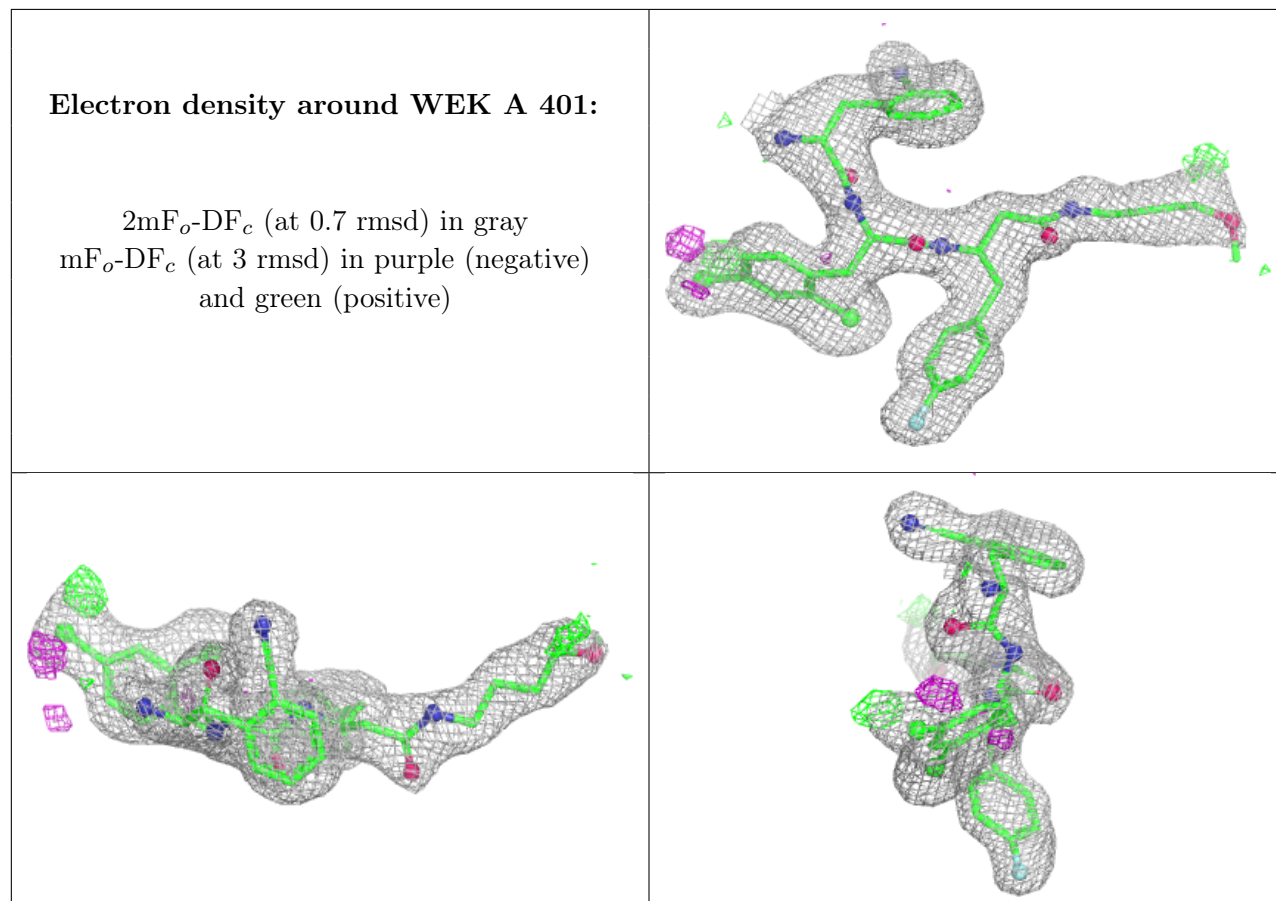 Electron density around WEK A 401:
2mFo-DFc (at 0.7 rmsd) in gray
mFo-DFc (at 3 rmsd) in purple (negative)
and green (positive)